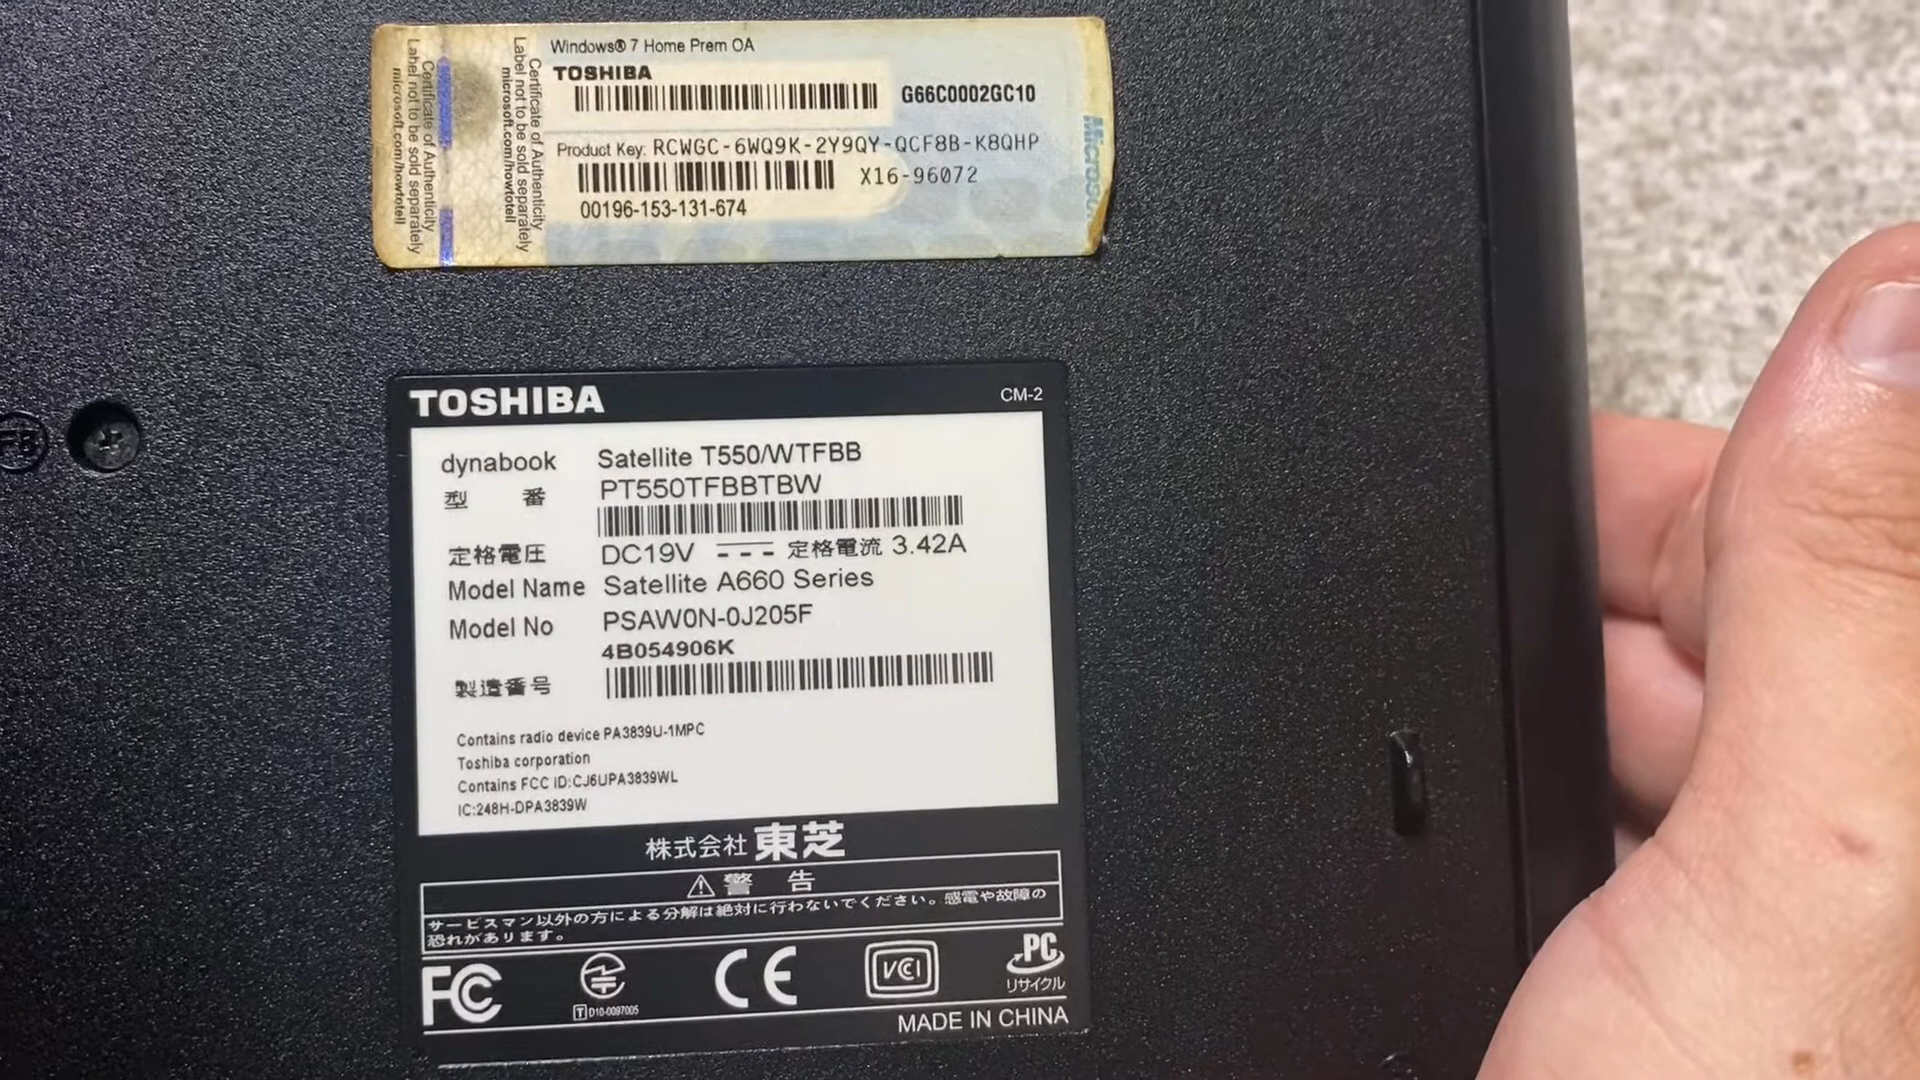 Windows® 7 Home Prem OA
TOSHIBA
G66C0002GC10
Product Key: RCWGC-6WQ9K-2Y9QY-QCF8B-K8QHP
X16-96072
00196-153-131-674
Certificate of Authenticity
Label not to be sold separately
microsoft.com/howtotell
Certificate of Authenticity
Label not to be sold separately
microsoft.com/howtotell
Microsoft
FB
TOSHIBA CM-2
dynabook Satellite T550/WTFBB
型 番 PT550TFBBTBW
定格電圧 DC19V 定格電流 3.42A
Model Name Satellite A660 Series
Model No PSAW0N-0J205F
4B054906K
製造番号
Contains radio device PA3839U-1MPC
Toshiba corporation
Contains FCC ID:CJ6UPA3839WL
IC:248H-DPA3839W
株式会社 東芝
⚠警 告
サービスマン以外の方による分解は絶対に行わないでください。感電や故障の
恐れがあります。
FC CE VCI PC
リサイクル
T D10-0097005
MADE IN CHINA